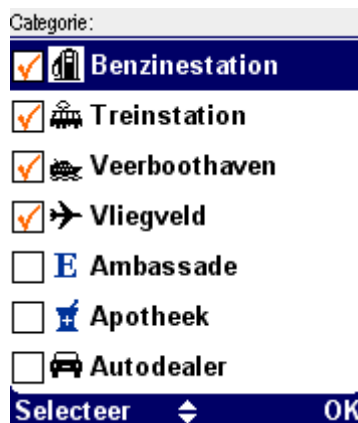 Categorie:
Benzinestation
Treinstation
Veerboothaven
Vliegveld
E Ambassade
Apotheek
Autodealer
Selecteer OK